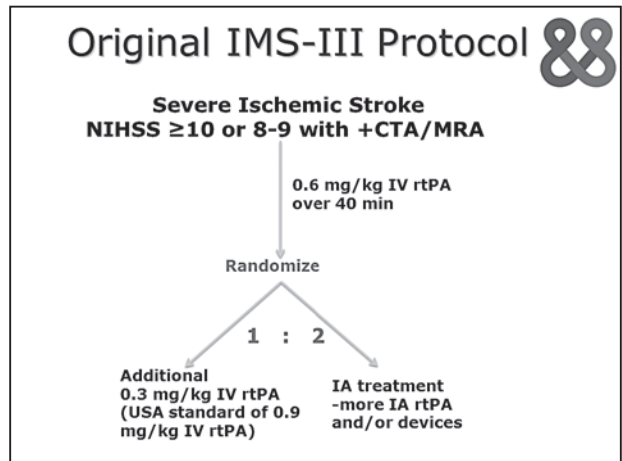 Original IMS-III Protocol
Severe Ischemic Stroke
NIHSS ≥10 or 8-9 with +CTA/MRA
0.6 mg/kg IV rtPA
over 40 min
Randomize
1 : 2
Additional
0.3 mg/kg IV rtPA
(USA standard of 0.9
mg/kg IV rtPA)
IA treatment
-more IA rtPA
and/or devices